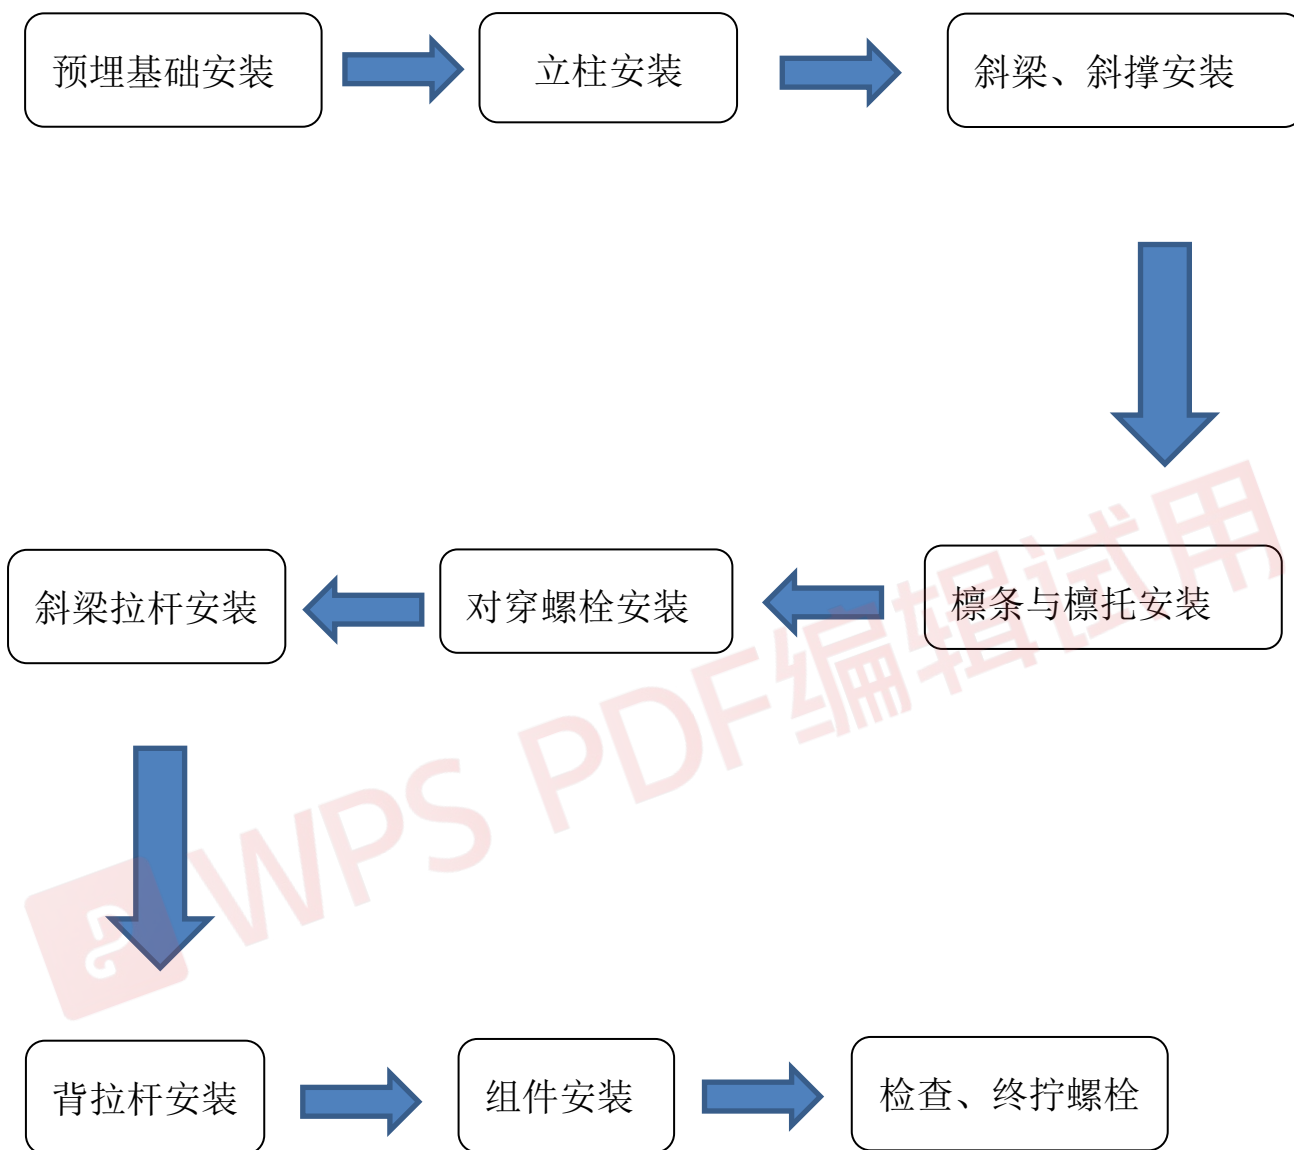 预埋基础安装
立柱安装
斜梁、斜撑安装
檩条与檩托安装
对穿螺栓安装
斜梁拉杆安装
背拉杆安装
组件安装
检查、终拧螺栓
WPS PDF编辑试用